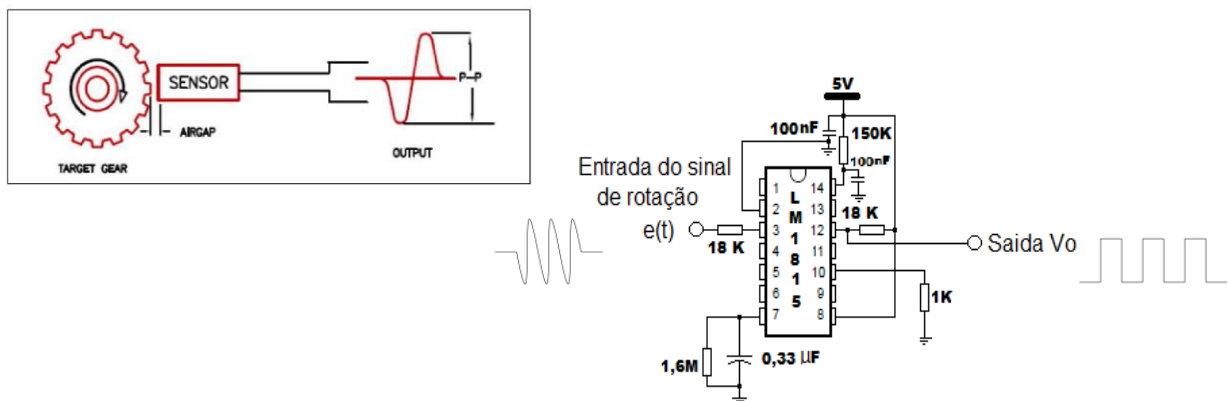 SENSOR
P-P
AIRGAP
OUTPUT
TARGET GEAR
5V
100nF
150K
100nF
Entrada do sinal
de rotação
e(t)
18 K
1
2
3
4
5
6
7
L
M
1
8
1
5
14
13
12
11
10
9
8
18 K
Saida Vo
1K
1,6M
0,33 µF